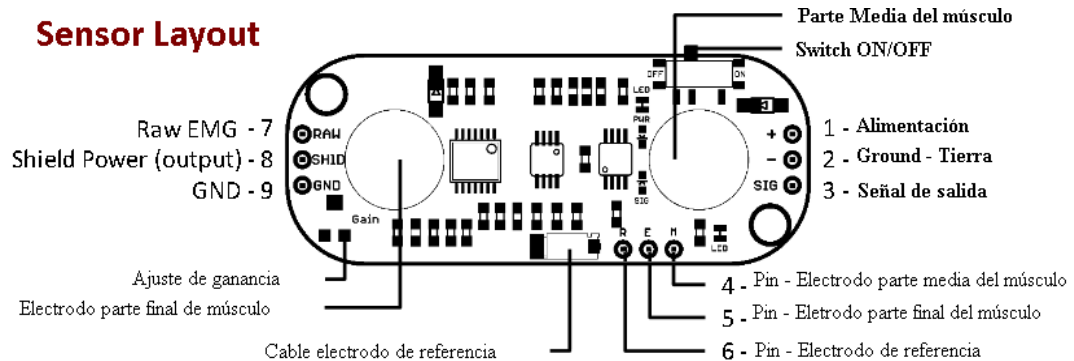 Sensor Layout
Parte Media del músculo
Switch ON/OFF
OFF
ON
LED
PWR
Raw EMG - 7
RAW
Shield Power (output) - 8
SHID
GND - 9
GND
+
1 - Alimentación
-
2 - Ground - Tierra
SIG
3 - Señal de salida
SIG
Gain
R E M
LED
Ajuste de ganancia
Electrodo parte final de músculo
Cable electrodo de referencia
4 - Pin - Electrodo parte media del músculo
5 - Pin - Eletrodo parte final del músculo
6 - Pin - Electrodo de referencia